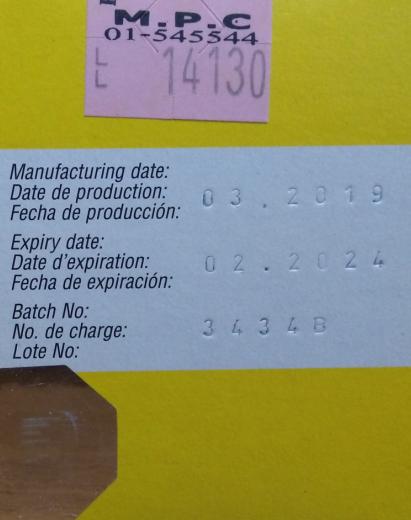 M.P.C
01-545544
LL 14130
Manufacturing date:
Date de production: 03.2019
Fecha de producción:
Expiry date:
Date d'expiration: 02.2024
Fecha de expiración:
Batch No:
No. de charge: 3434B
Lote No: